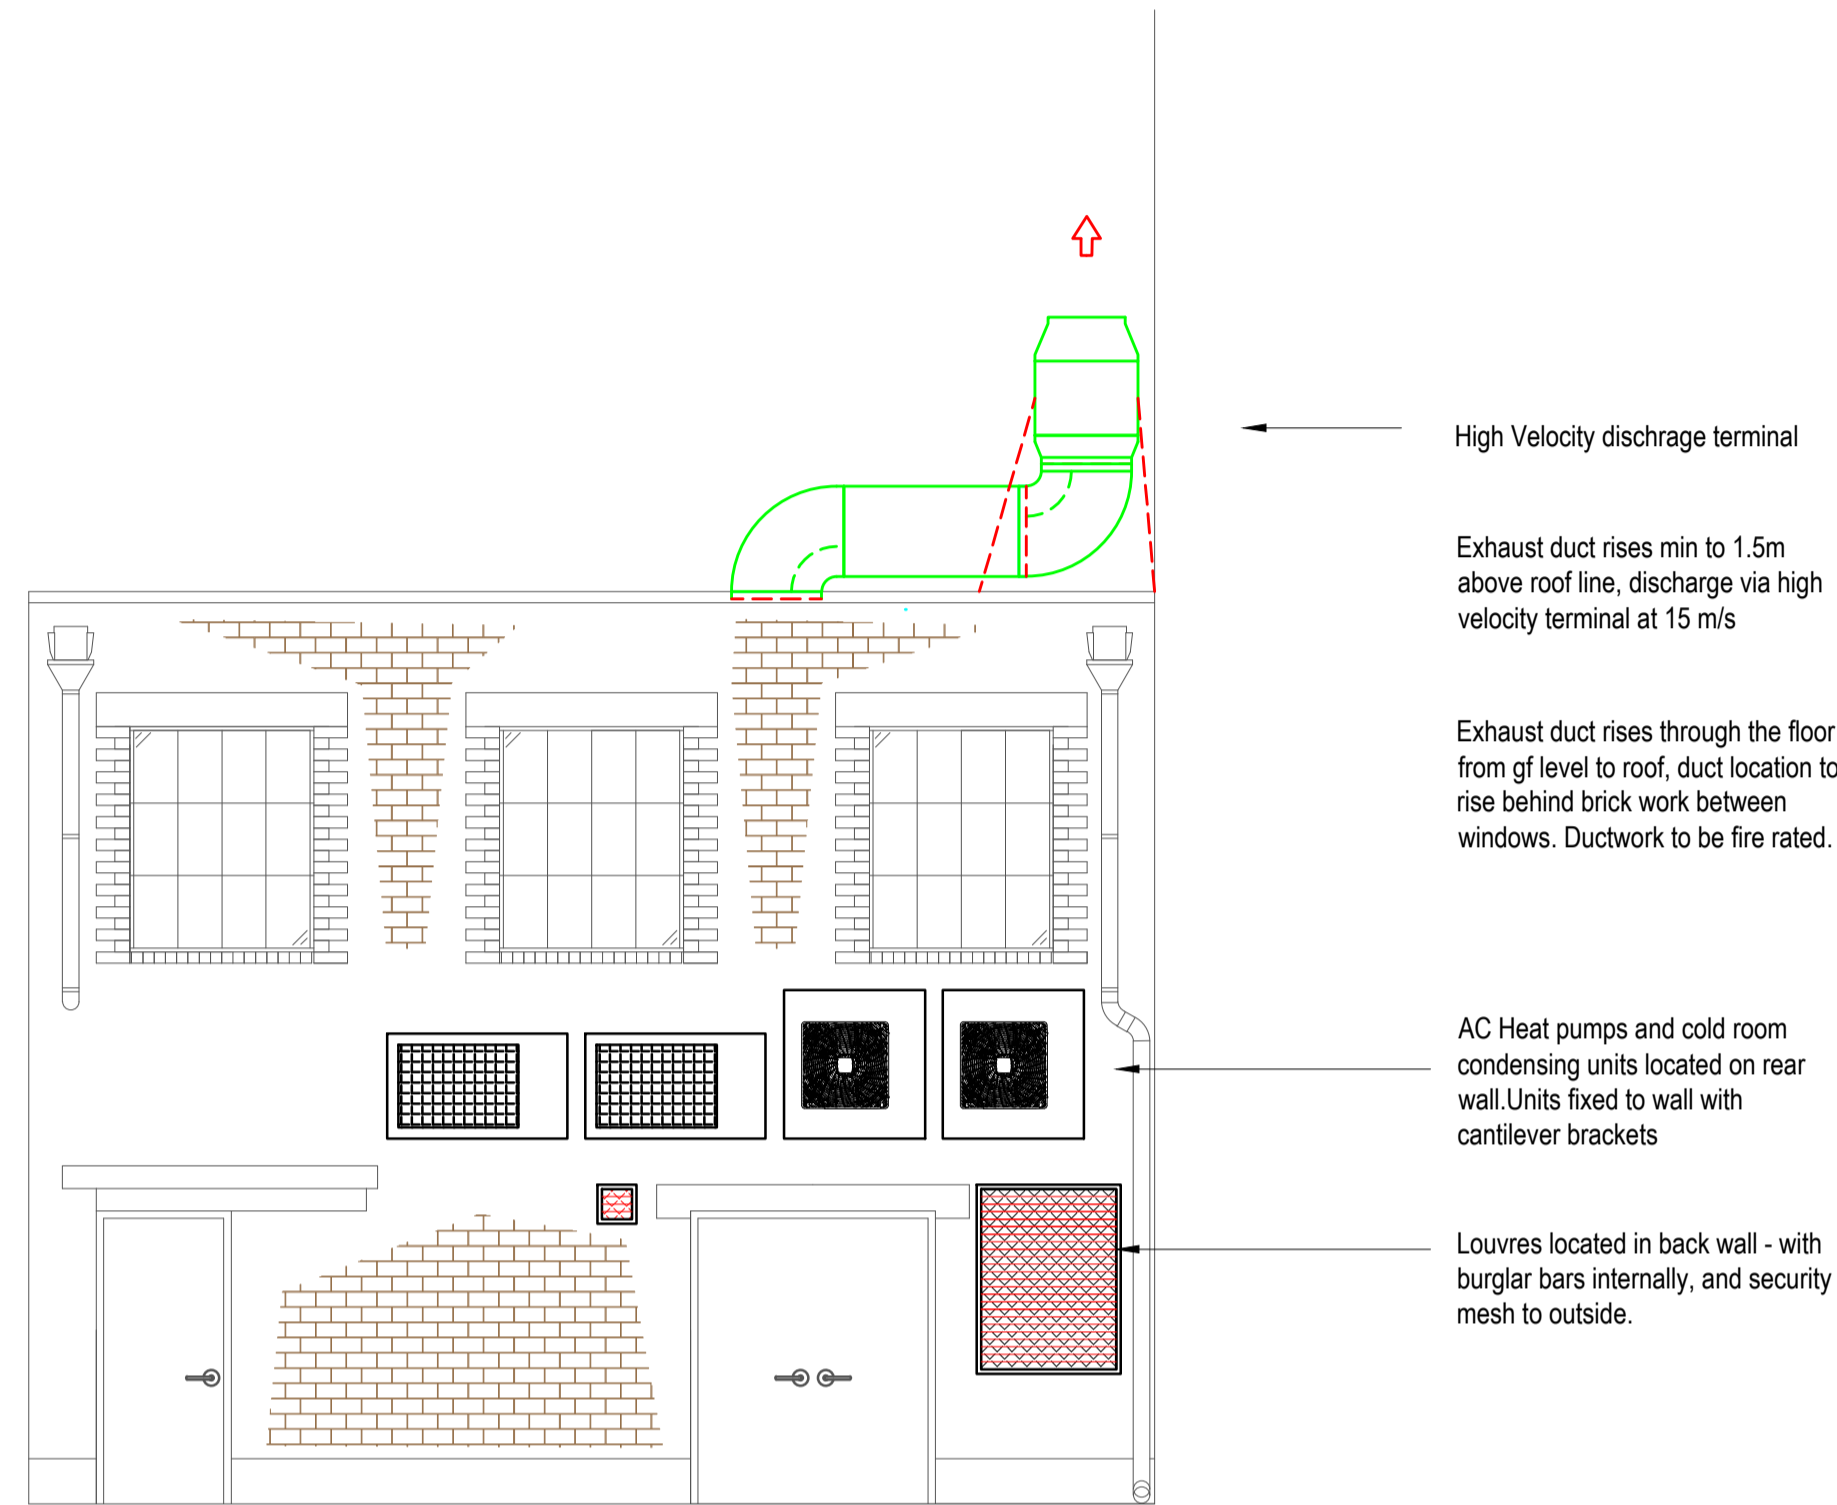 High Velocity dischrage terminal
Exhaust duct rises min to 1.5m
above roof line, discharge via high
velocity terminal at 15 m/s
Exhaust duct rises through the floor
from gf level to roof, duct location to
rise behind brick work between
windows. Ductwork to be fire rated.
AC Heat pumps and cold room
condensing units located on rear
wall.Units fixed to wall with
cantilever brackets
Louvres located in back wall - with
burglar bars internally, and security
mesh to outside.